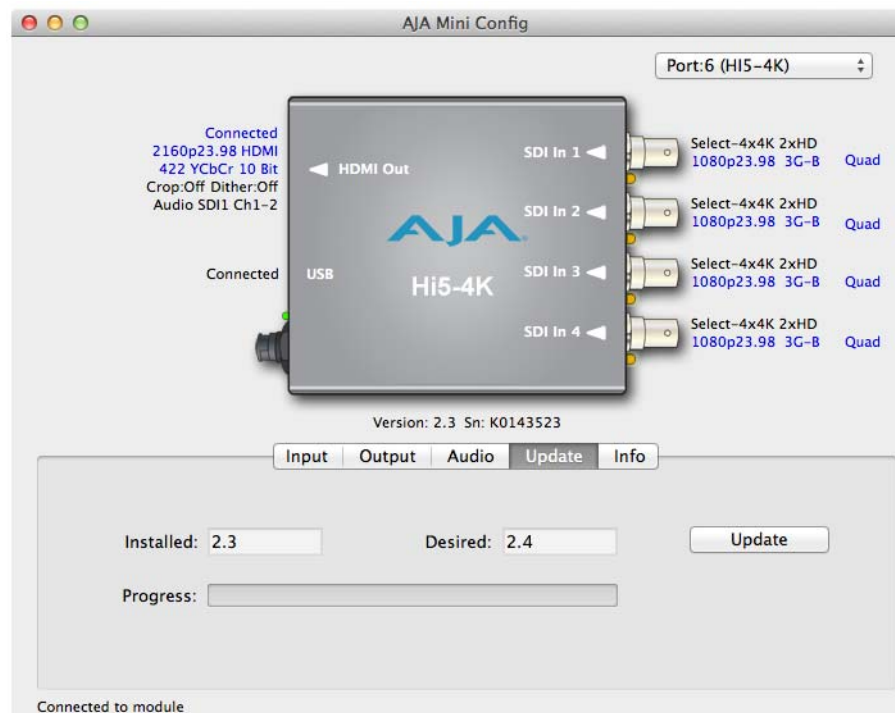 AJA Mini Config
Port:6 (HI5-4K)
Connected
2160p23.98 HDMI
422 YCbCr 10 Bit
Crop:Off Dither:Off
Audio SDI1 Ch1-2
HDMI Out
Connected
USB
AJA
Hi5-4K
SDI In 1
SDI In 2
SDI In 3
SDI In 4
Select-4x4K 2xHD
1080p23.98 3G-B Quad
Select-4x4K 2xHD
1080p23.98 3G-B Quad
Select-4x4K 2xHD
1080p23.98 3G-B Quad
Select-4x4K 2xHD
1080p23.98 3G-B Quad
Version: 2.3 Sn: K0143523
Input Output Audio Update Info
Installed: 2.3 Desired: 2.4 Update
Progress:
Connected to module